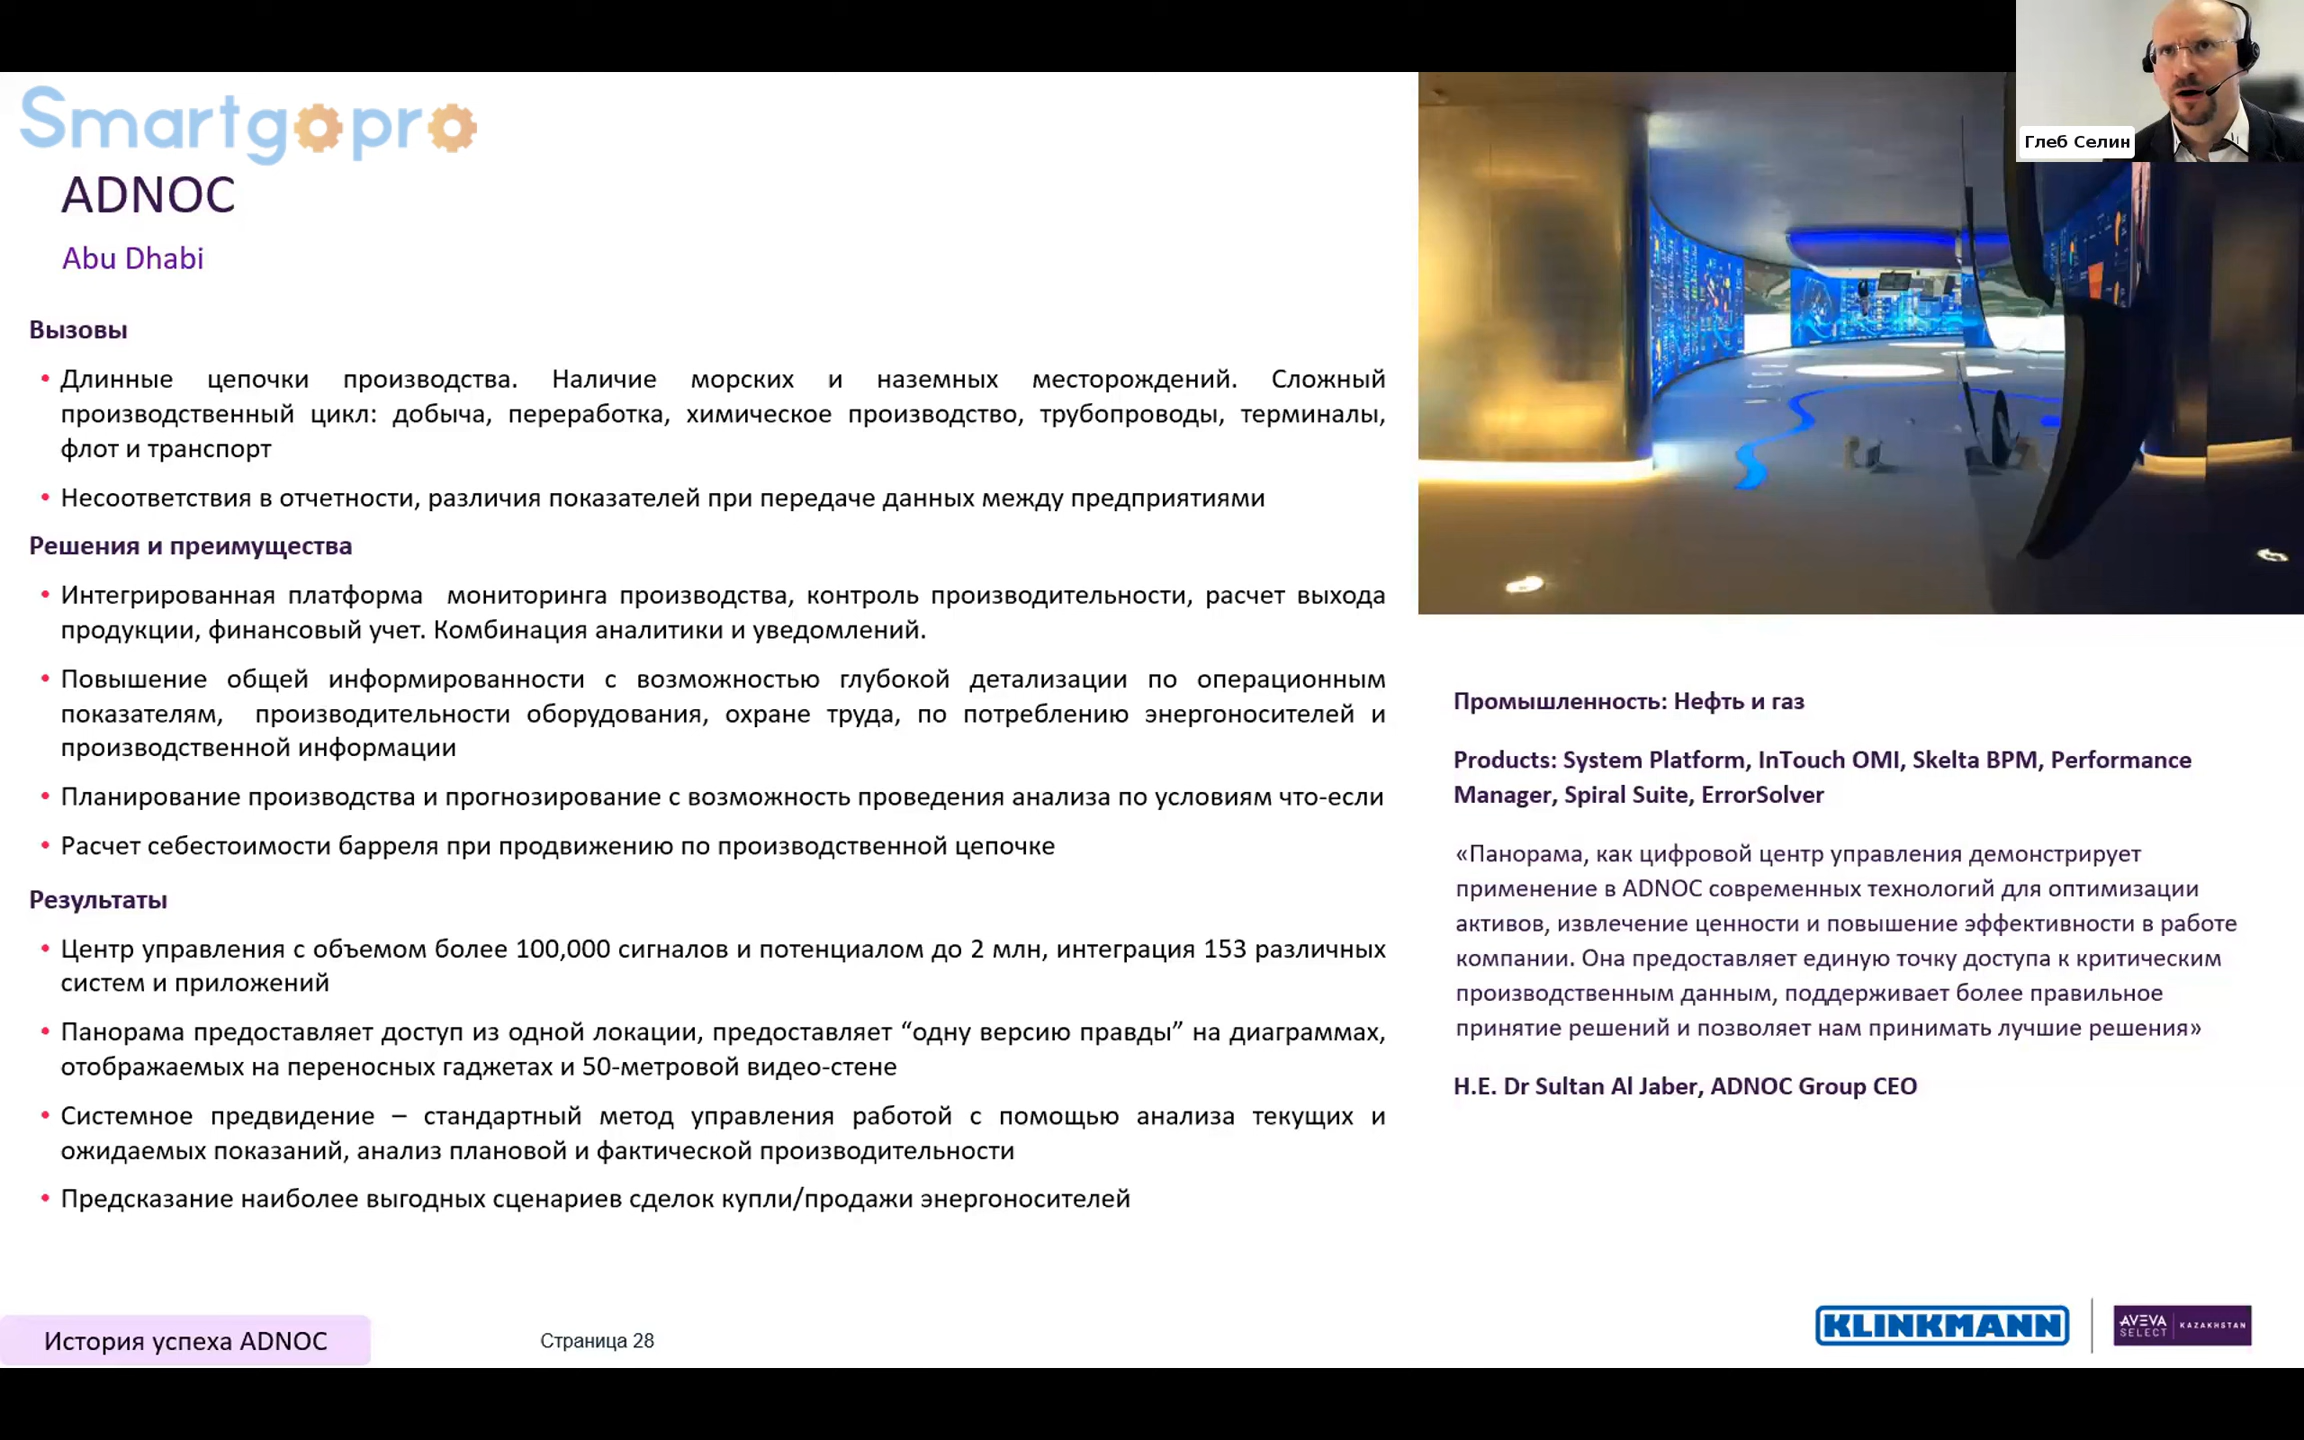 Smartgopro
ADNOC
Abu Dhabi
Вызовы
• Длинные цепочки производства. Наличие морских и наземных месторождений. Сложный
производственный цикл: добыча, переработка, химическое производство, трубопроводы, терминалы,
флот и транспорт
• Несоответствия в отчетности, различия показателей при передаче данных между предприятиями
Решения и преимущества
• Интегрированная платформа мониторинга производства, контроль производительности, расчет выхода
продукции, финансовый учет. Комбинация аналитики и уведомлений.
• Повышение общей информированности с возможностью глубокой детализации по операционным
показателям, производительности оборудования, охране труда, по потреблению энергоносителей и
производственной информации
• Планирование производства и прогнозирование с возможность проведения анализа по условиям что-если
• Расчет себестоимости барреля при продвижению по производственной цепочке
Результаты
• Центр управления с объемом более 100,000 сигналов и потенциалом до 2 млн, интеграция 153 различных
систем и приложений
• Панорама предоставляет доступ из одной локации, предоставляет “одну версию правды” на диаграммах,
отображаемых на переносных гаджетах и 50-метровой видео-стене
• Системное предвидение – стандартный метод управления работой с помощью анализа текущих и
ожидаемых показаний, анализ плановой и фактической производительности
• Предсказание наиболее выгодных сценариев сделок купли/продажи энергоносителей
Глеб Селин
Промышленность: Нефть и газ
Products: System Platform, InTouch OMI, Skelta BPM, Performance
Manager, Spiral Suite, ErrorSolver
«Панорама, как цифровой центр управления демонстрирует
применение в ADNOC современных технологий для оптимизации
активов, извлечение ценности и повышение эффективности в работе
компании. Она предоставляет единую точку доступа к критическим
производственным данным, поддерживает более правильное
принятие решений и позволяет нам принимать лучшие решения»
H.E. Dr Sultan Al Jaber, ADNOC Group CEO
История успеха ADNOC
Страница 28
KLINKMANN
AVEVA
SELECT
KAZAKHSTAN